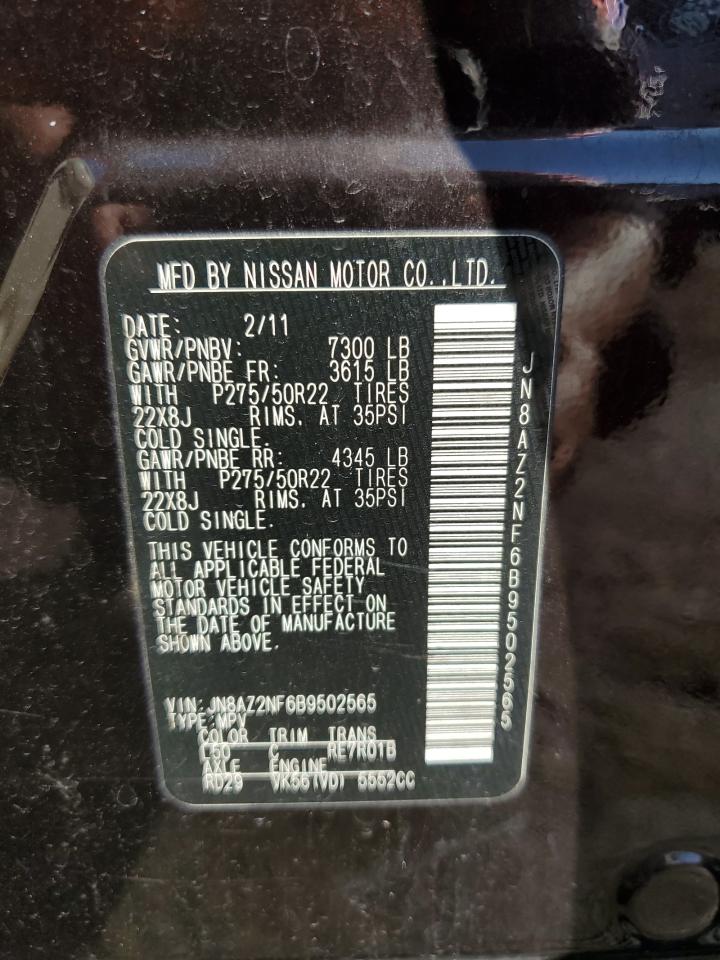 MFD BY NISSAN MOTOR CO.,LTD.
DATE: 2/11
GVWR/PNBV: 7300 LB
GAWR/PNBE FR: 3615 LB
WITH P275/50R22 TIRES
22X8J RIMS, AT 35PSI
COLD SINGLE.
GAWR/PNBE RR: 4345 LB
WITH P275/50R22 TIRES
22X8J RIMS, AT 35PSI
COLD SINGLE.
THIS VEHICLE CONFORMS TO
ALL APPLICABLE FEDERAL
MOTOR VEHICLE SAFETY
STANDARDS IN EFFECT ON
THE DATE OF MANUFACTURE
SHOWN ABOVE.
VIN:JN8AZ2NF6B9502565
TYPE:MPV
COLOR TRIM TRANS
L50 C RE7R01B
AXLE ENGINE
RD29 VK56(VD) 5552CC
JN8AZ2NF6B9502565